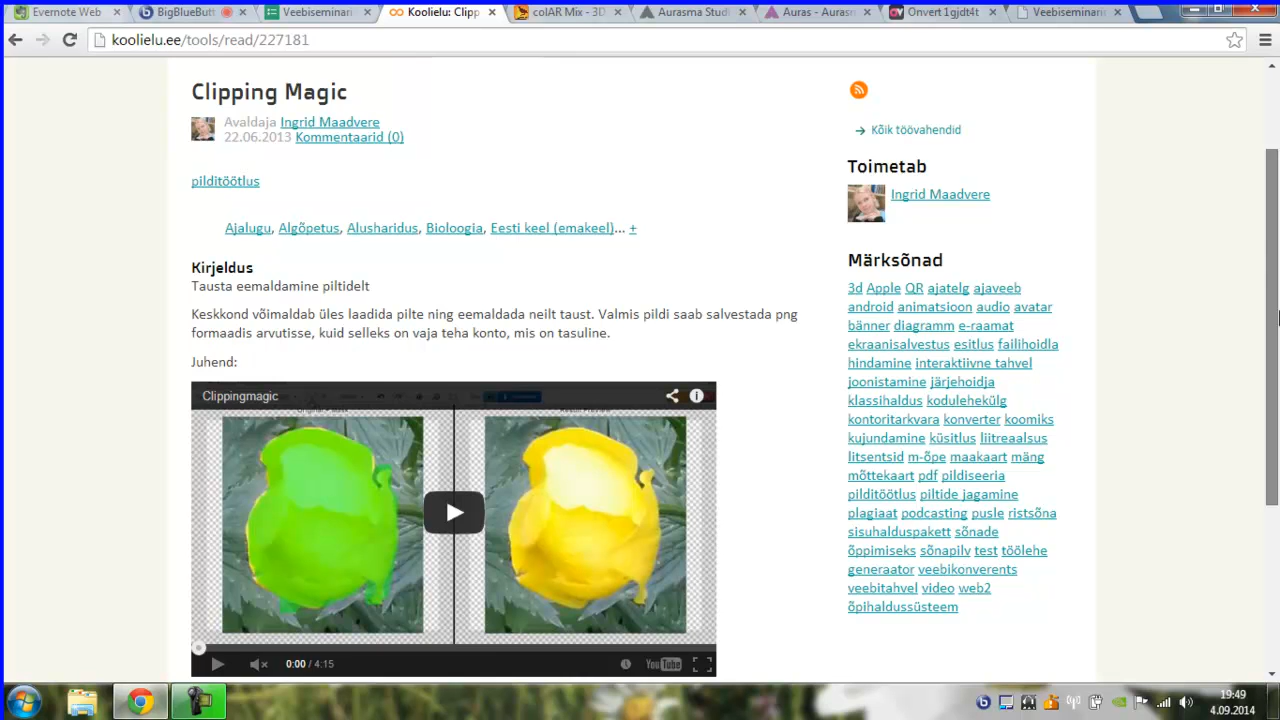 Evernote Web
BigBlueButt
Veebiseminar
Koolielu: Clipp
colAR Mix - 3D
Aurasma Studi
Auras - Aurasm
Onvert 1gjdt4t
Veebiseminari
koolielu.ee/tools/read/227181
Clipping Magic
Avaldaja Ingrid Maadvere
22.06.2013 Kommentaarid (0)
pilditöötlus
Ajalugu, Algõpetus, Alusharidus, Bioloogia, Eesti keel (emakeel)... +
Kirjeldus
Tausta eemaldamine piltidelt
Keskkond võimaldab üles laadida pilte ning eemaldada neilt taust. Valmis pildi saab salvestada png
formaadis arvutisse, kuid selleks on vaja teha konto, mis on tasuline.
Juhend:
Clippingmagic
Original + Mask
Result Preview
0:00 / 4:15
YouTube
Kõik töövahendid
Toimetab
Ingrid Maadvere
Märksõnad
3d Apple QR ajatelg ajaveeb
android animatsioon audio avatar
bänner diagramm e-raamat
ekraanisalvestus esitlus failihoidla
hindamine interaktiivne tahvel
joonistamine järjehoidja
klassihaldus kodulehekülg
kontoritarkvara konverter koomiks
kujundamine küsitlus liitreaalsus
litsentsid m-õpe maakaart mäng
mõttekaart pdf pildiseeria
pilditöötlus piltide jagamine
plagiaat podcasting pusle ristsõna
sisuhalduspakett sõnade
õppimiseks sõnapilv test töölehe
generaator veebikonverents
veebitahvel video web2
õpihaldussüsteem
19:49
4.09.2014